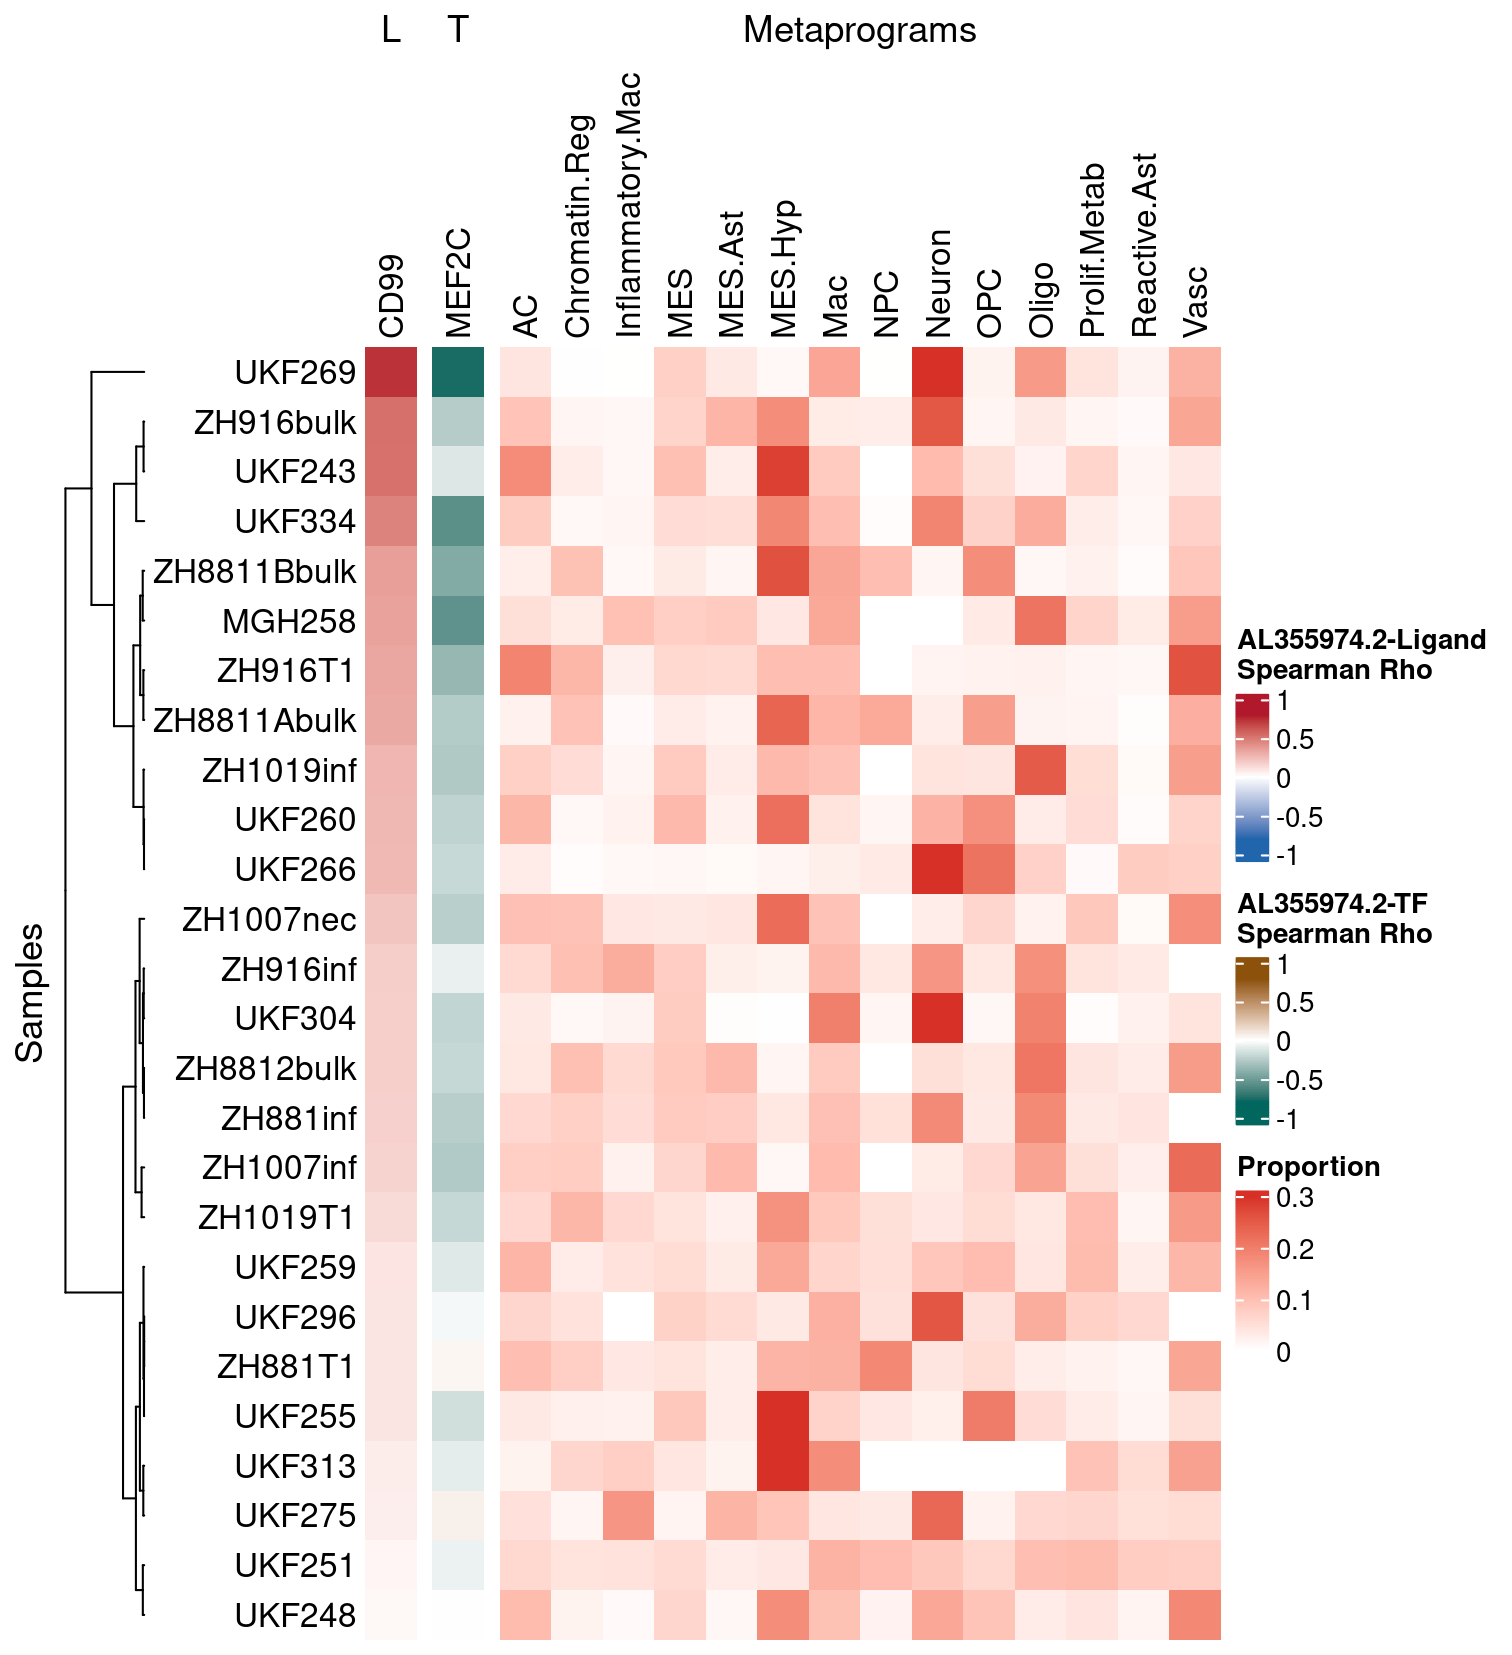 L T Metaprograms
CD99 MEF2C AC Chromatin.Reg Inflammatory.Mac MES MES.Ast MES.Hyp Mac NPC Neuron OPC Oligo Prolif.Metab Reactive.Ast Vasc
Samples
UKF269
ZH916bulk
UKF243
UKF334
ZH8811Bbulk
MGH258
ZH916T1
ZH8811Abulk
ZH1019inf
UKF260
UKF266
ZH1007nec
ZH916inf
UKF304
ZH8812bulk
ZH881inf
ZH1007inf
ZH1019T1
UKF259
UKF296
ZH881T1
UKF255
UKF313
UKF275
UKF251
UKF248
AL355974.2-Ligand
Spearman Rho
1
0.5
0
-0.5
-1
AL355974.2-TF
Spearman Rho
1
0.5
0
-0.5
-1
Proportion
0.3
0.2
0.1
0